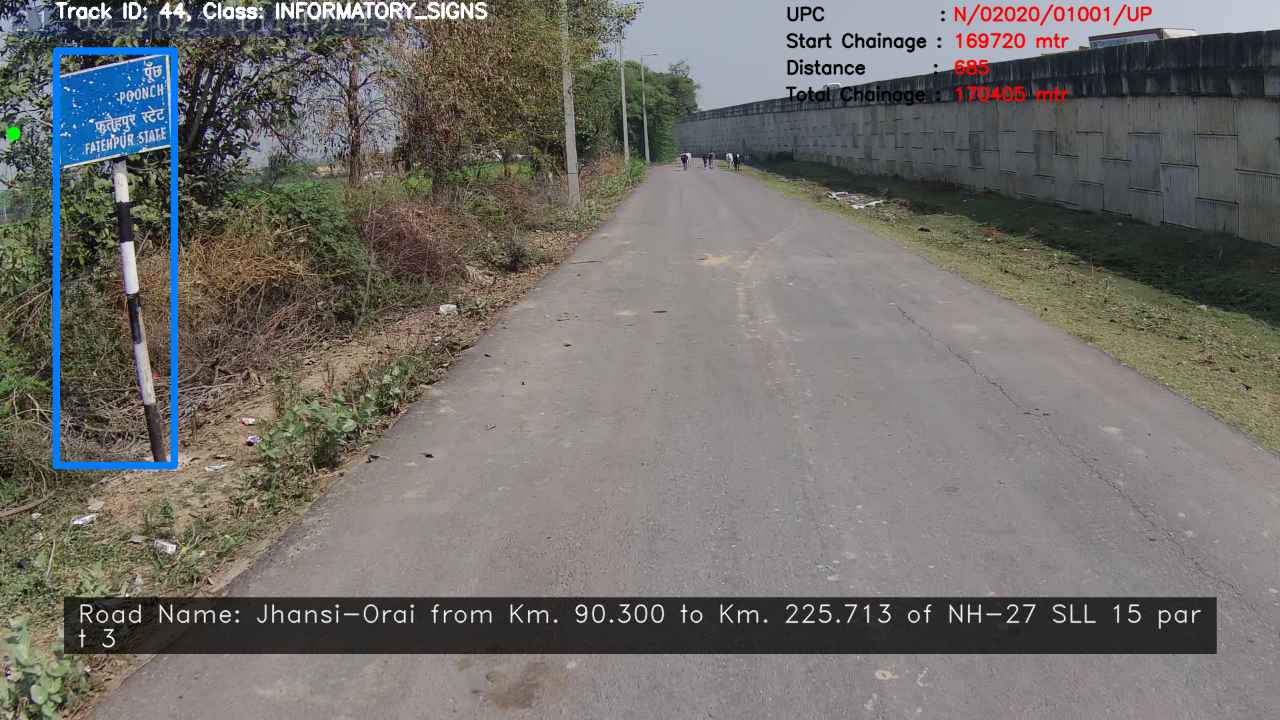 Track ID: 44, Class: INFORMATORY_SIGNS
UPC : N/02020/01001/UP
Start Chainage : 169720 mtr
Distance : 685
Total Chainage : 170405 mtr
पूँछ
POONCH
फतेहपुर स्टेट
FATEHPUR STATE
Road Name: Jhansi-Orai from Km. 90.300 to Km. 225.713 of NH-27 SLL 15 par
t 3